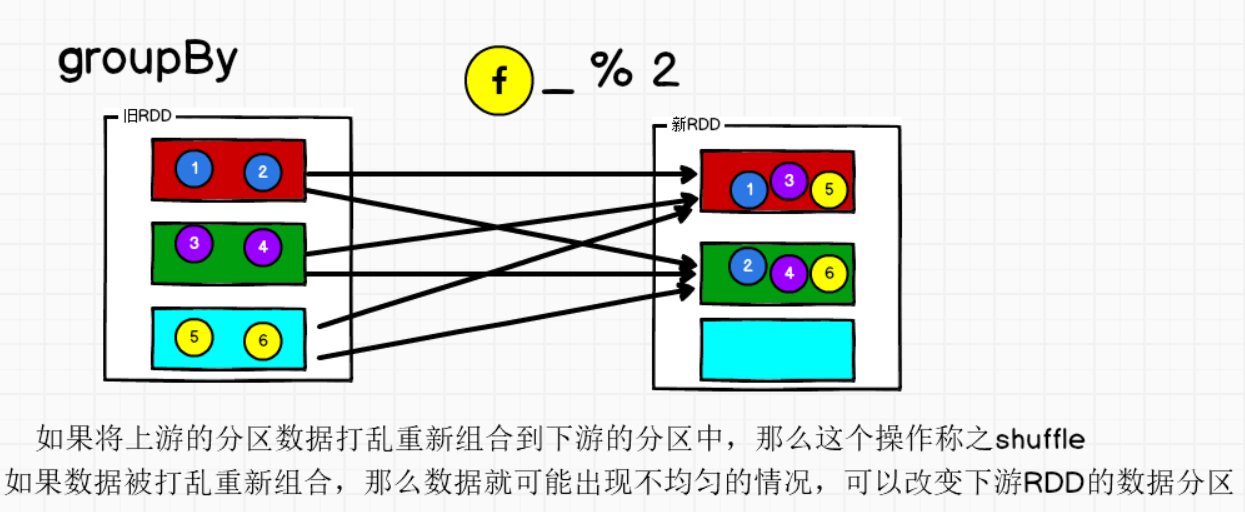 groupBy
f _ % 2
旧RDD
新RDD
1 2
1 3 5
3 4
2 4 6
5 6
如果将上游的分区数据打乱重新组合到下游的分区中，那么这个操作称之shuffle
如果数据被打乱重新组合，那么数据就可能出现不均匀的情况，可以改变下游RDD的数据分区